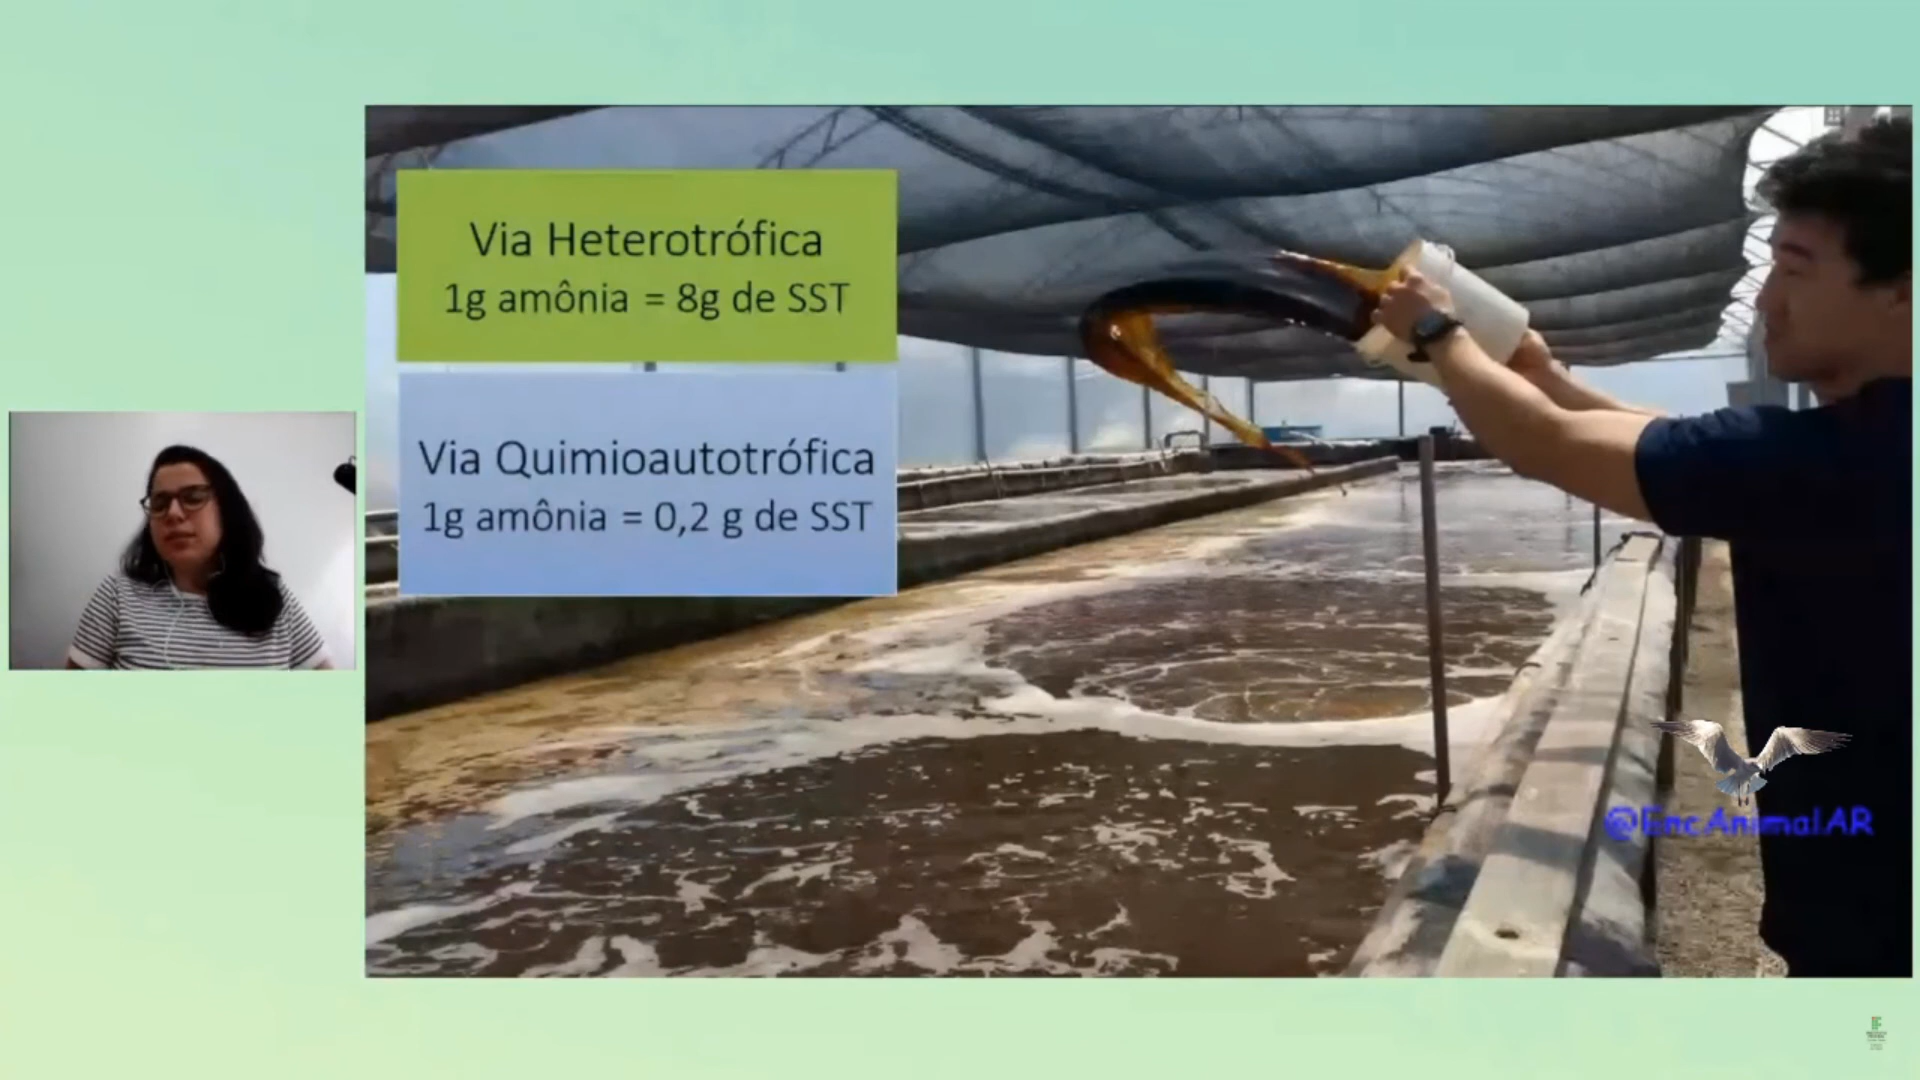 Via Heterotrófica
1g amônia = 8g de SST
Via Quimioautotrófica
1g amônia = 0,2 g de SST
@EncAnimalAR